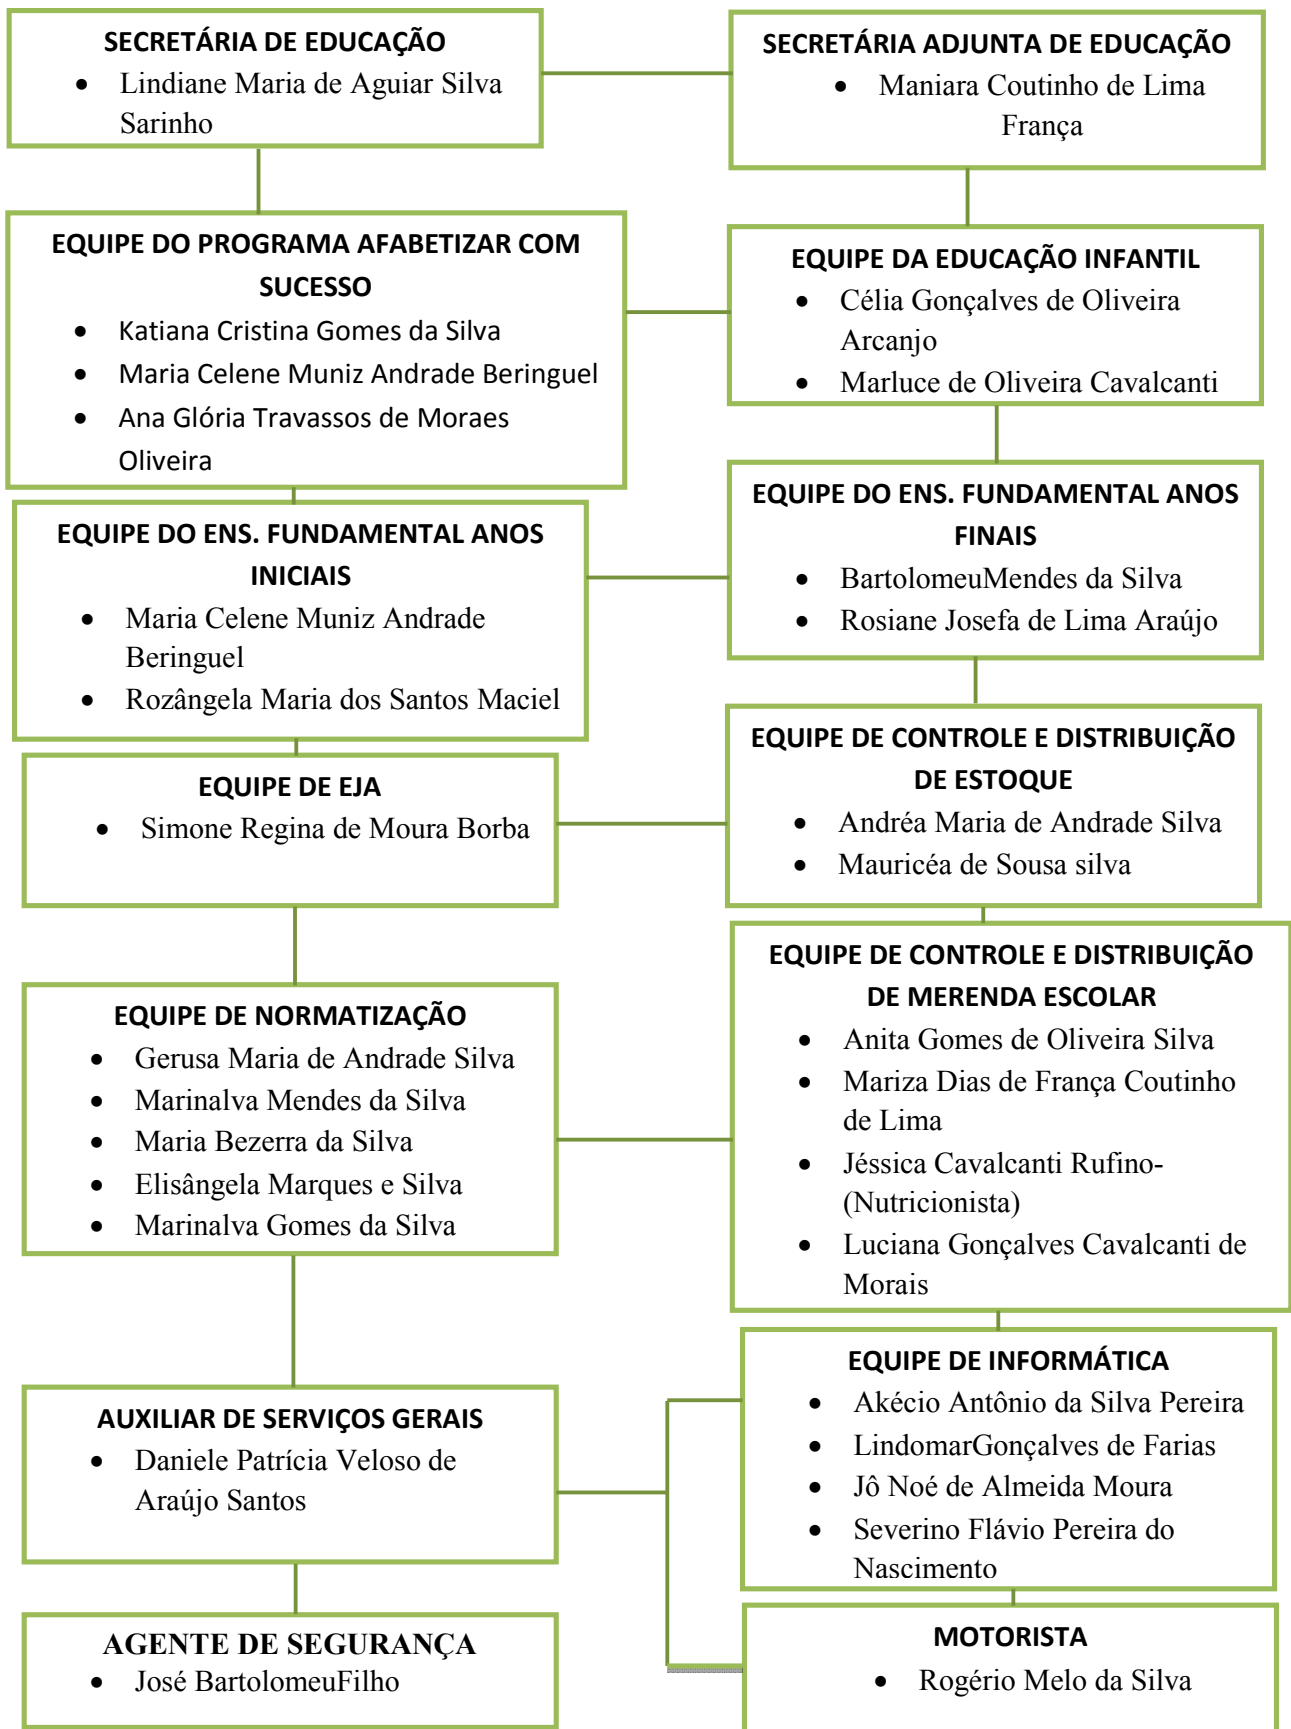 SECRETÁRIA DE EDUCAÇÃO
• Lindiane Maria de Aguiar Silva
Sarinho
SECRETÁRIA ADJUNTA DE EDUCAÇÃO
• Maniara Coutinho de Lima
França
EQUIPE DO PROGRAMA AFABETIZAR COM
SUCESSO
• Katiana Cristina Gomes da Silva
• Maria Celene Muniz Andrade Beringuel
• Ana Glória Travassos de Moraes
Oliveira
EQUIPE DA EDUCAÇÃO INFANTIL
• Célia Gonçalves de Oliveira
Arcanjo
• Marluce de Oliveira Cavalcanti
EQUIPE DO ENS. FUNDAMENTAL ANOS
INICIAIS
• Maria Celene Muniz Andrade
Beringuel
• Rozângela Maria dos Santos Maciel
EQUIPE DO ENS. FUNDAMENTAL ANOS
FINAIS
• BartolomeuMendes da Silva
• Rosiane Josefa de Lima Araújo
EQUIPE DE EJA
• Simone Regina de Moura Borba
EQUIPE DE CONTROLE E DISTRIBUIÇÃO
DE ESTOQUE
• Andréa Maria de Andrade Silva
• Mauricéa de Sousa silva
EQUIPE DE NORMATIZAÇÃO
• Gerusa Maria de Andrade Silva
• Marinalva Mendes da Silva
• Maria Bezerra da Silva
• Elisângela Marques e Silva
• Marinalva Gomes da Silva
EQUIPE DE CONTROLE E DISTRIBUIÇÃO
DE MERENDA ESCOLAR
• Anita Gomes de Oliveira Silva
• Mariza Dias de França Coutinho
de Lima
• Jéssica Cavalcanti Rufino-
(Nutricionista)
• Luciana Gonçalves Cavalcanti de
Morais
AUXILIAR DE SERVIÇOS GERAIS
• Daniele Patrícia Veloso de
Araújo Santos
EQUIPE DE INFORMÁTICA
• Akécio Antônio da Silva Pereira
• LindomarGonçalves de Farias
• Jô Noé de Almeida Moura
• Severino Flávio Pereira do
Nascimento
AGENTE DE SEGURANÇA
• José BartolomeuFilho
MOTORISTA
• Rogério Melo da Silva